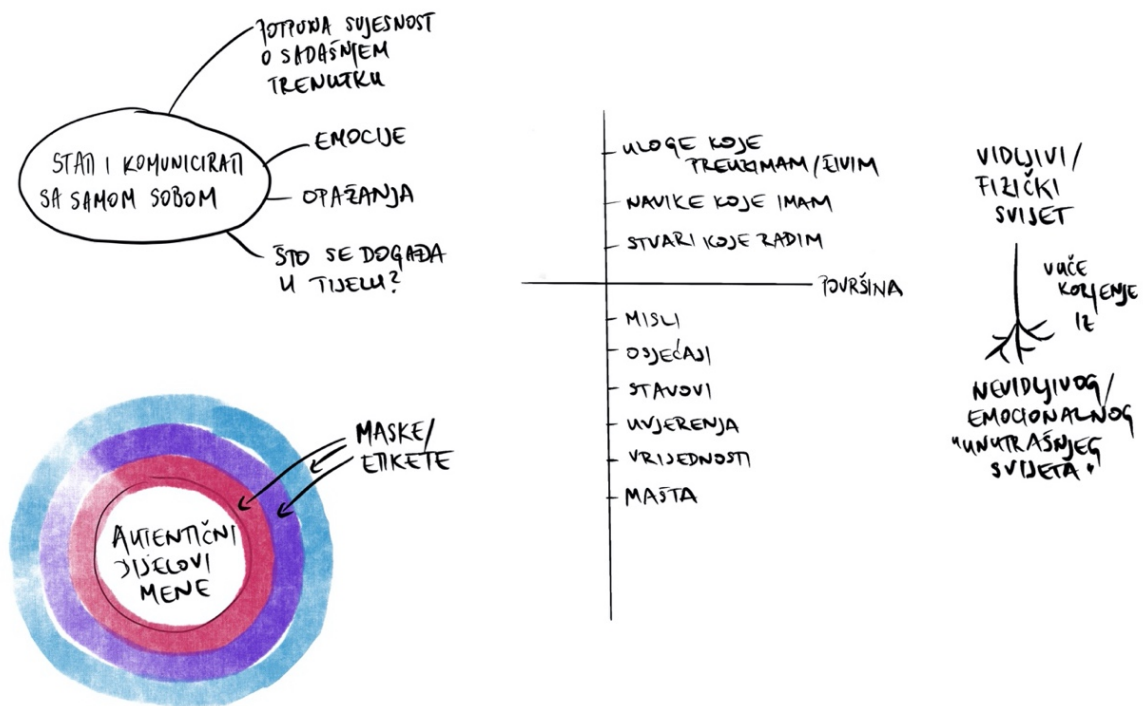 POTPUNA SVJESNOST
O SADAŠNJEM
TRENUTKU
STATI I KOMUNICIRATI
SA SAMOM SOBOM
EMOCIJE
OPAŽANJA
ŠTO SE DOGAĐA
U TIJELU?
MASKE/
ETIKETE
AUTENTIČNI
DIJELOVI
MENE
ULOGE KOJE
PREUZIMAM/ŽIVIM
NAVIKE KOJE IMAM
STVARI KOJE RADIM
POVRŠINA
MISLI
OSJEĆAJI
STAVOVI
UVJERENJA
VRIJEDNOSTI
MAŠTA
VIDLJIVI/
FIZIČKI
SVIJET
VUČE
KORJENJE
IZ
NEVIDLJIVOG/
EMOCIONALNOG
"UNUTRAŠNJEG
SVIJETA"